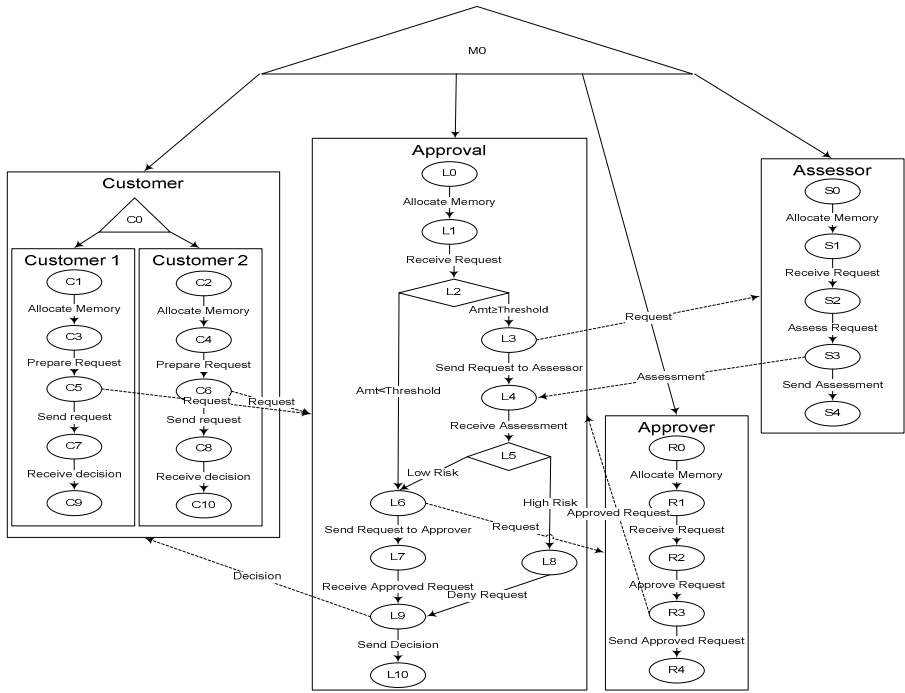 M0
Customer
C0
Customer 1
C1
Allocate Memory
C3
Prepare Request
C5
Request
Send request
C7
Receive decision
C9
Customer 2
C2
Allocate Memory
C4
Prepare Request
C6
Request
Send request
C8
Receive decision
C10
Decision
Approval
L0
Allocate Memory
L1
Receive Request
L2
Amt≥Threshold
Amt<Threshold
L3
Request
Send Request to Assessor
L4
Assessment
Receive Assessment
L5
Low Risk
High Risk
L6
Request
Send Request to Approver
L7
L8
Receive Approved Request
Deny Request
L9
Send Decision
L10
Approver
R0
Allocate Memory
R1
Approved Request
Receive Request
R2
Approve Request
R3
Send Approved Request
R4
Assessor
S0
Allocate Memory
S1
Receive Request
S2
Assess Request
S3
Send Assessment
S4